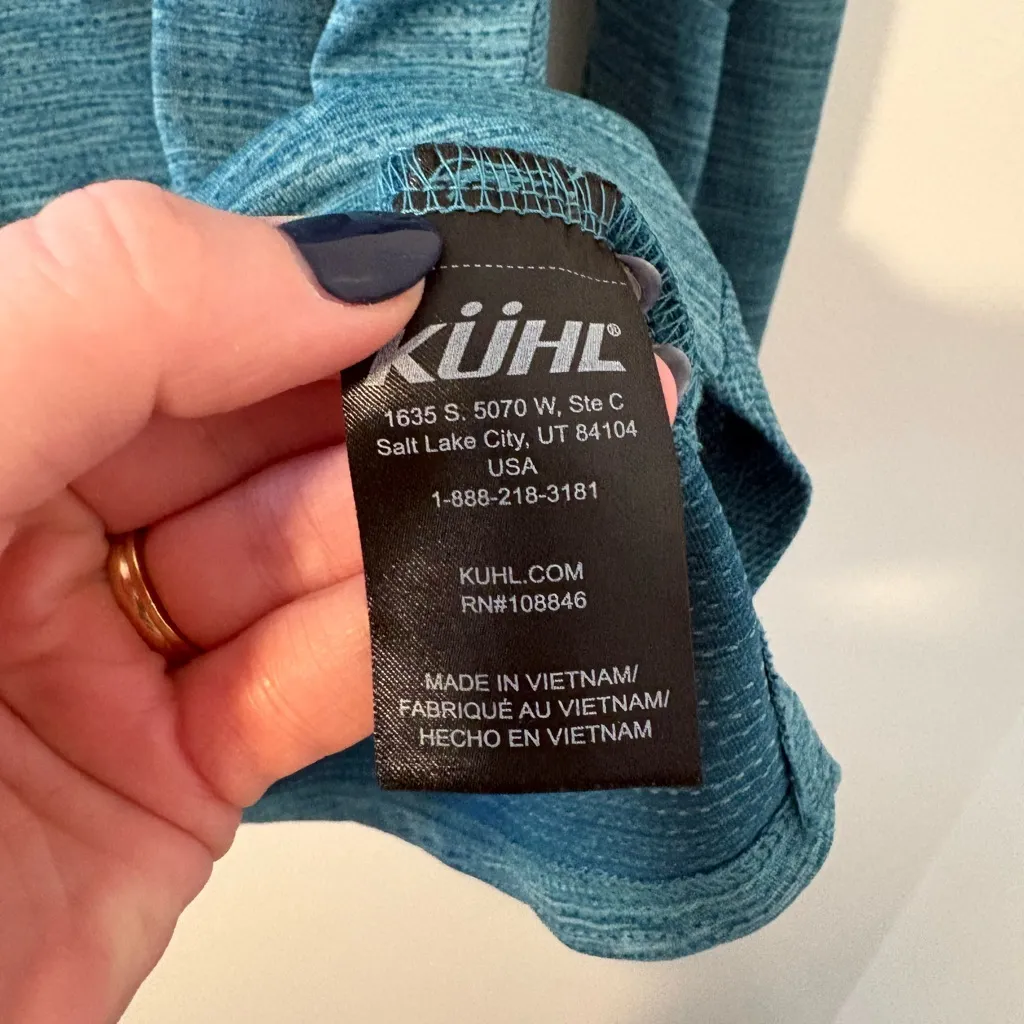 KÜHL®
1635 S. 5070 W, Ste C
Salt Lake City, UT 84104
USA
1-888-218-3181
KUHL.COM
RN#108846
MADE IN VIETNAM/
FABRIQUÉ AU VIETNAM/
HECHO EN VIETNAM